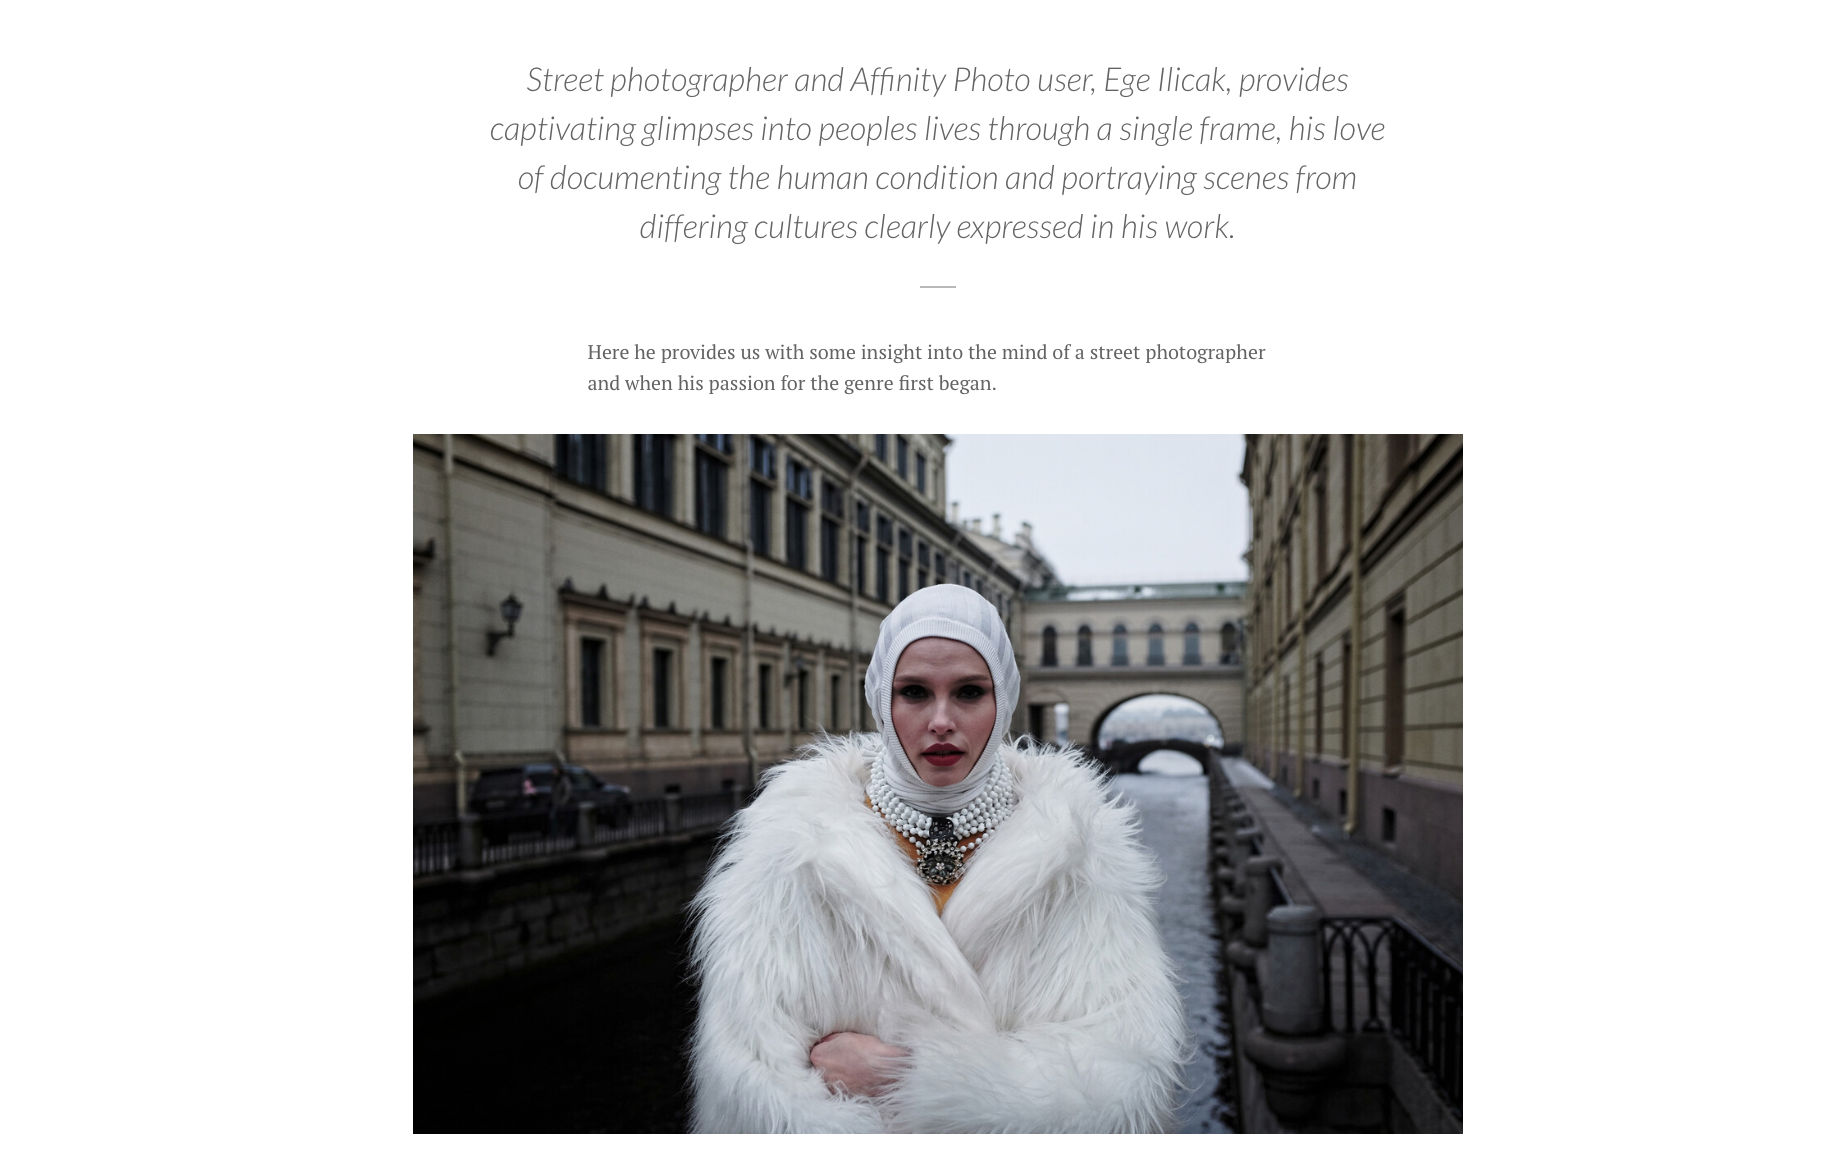 Street photographer and Affinity Photo user, Ege Ilicak, provides
captivating glimpses into peoples lives through a single frame, his love
of documenting the human condition and portraying scenes from
differing cultures clearly expressed in his work.
Here he provides us with some insight into the mind of a street photographer
and when his passion for the genre first began.